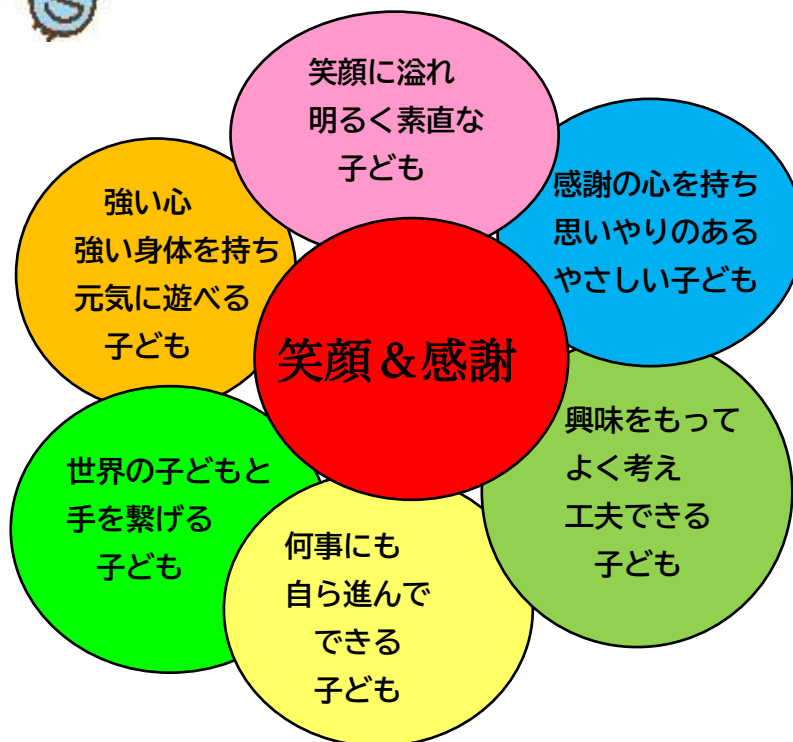 笑顔に溢れ
明るく素直な
子ども
感謝の心を持ち
思いやりのある
やさしい子ども
興味をもって
よく考え
工夫できる
子ども
何事にも
自ら進んで
できる
子ども
世界の子どもと
手を繋げる
子ども
強い心
強い身体を持ち
元気に遊べる
子ども
笑顔＆感謝
S